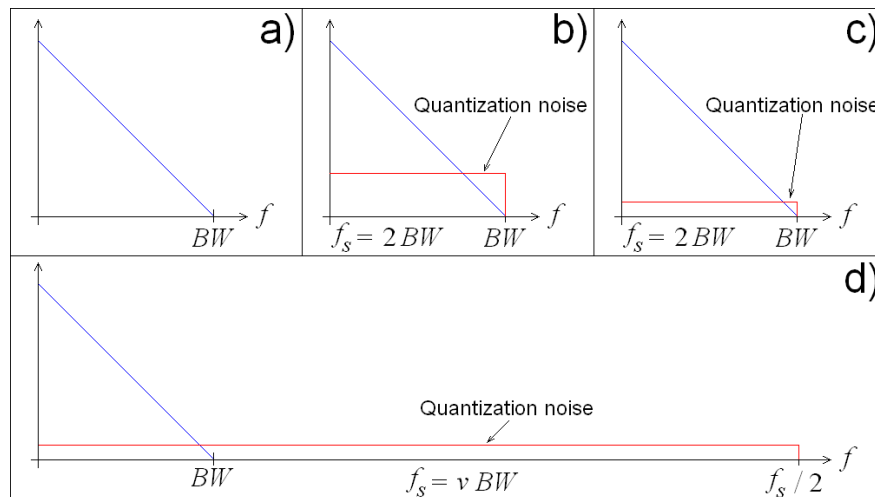 a)
f
BW
b)
Quantization noise
f
f_s = 2 BW
BW
c)
Quantization noise
f
f_s = 2 BW
BW
d)
Quantization noise
f
BW
f_s = v BW
f_s / 2